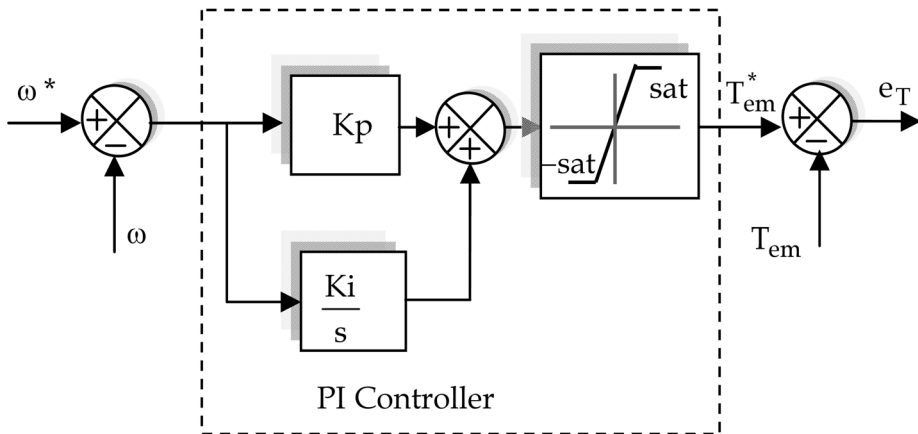 ω*
+
−
ω
Kp
+
+
Ki
s
sat
−sat
T*em
+
−
eT
Tem
PI Controller